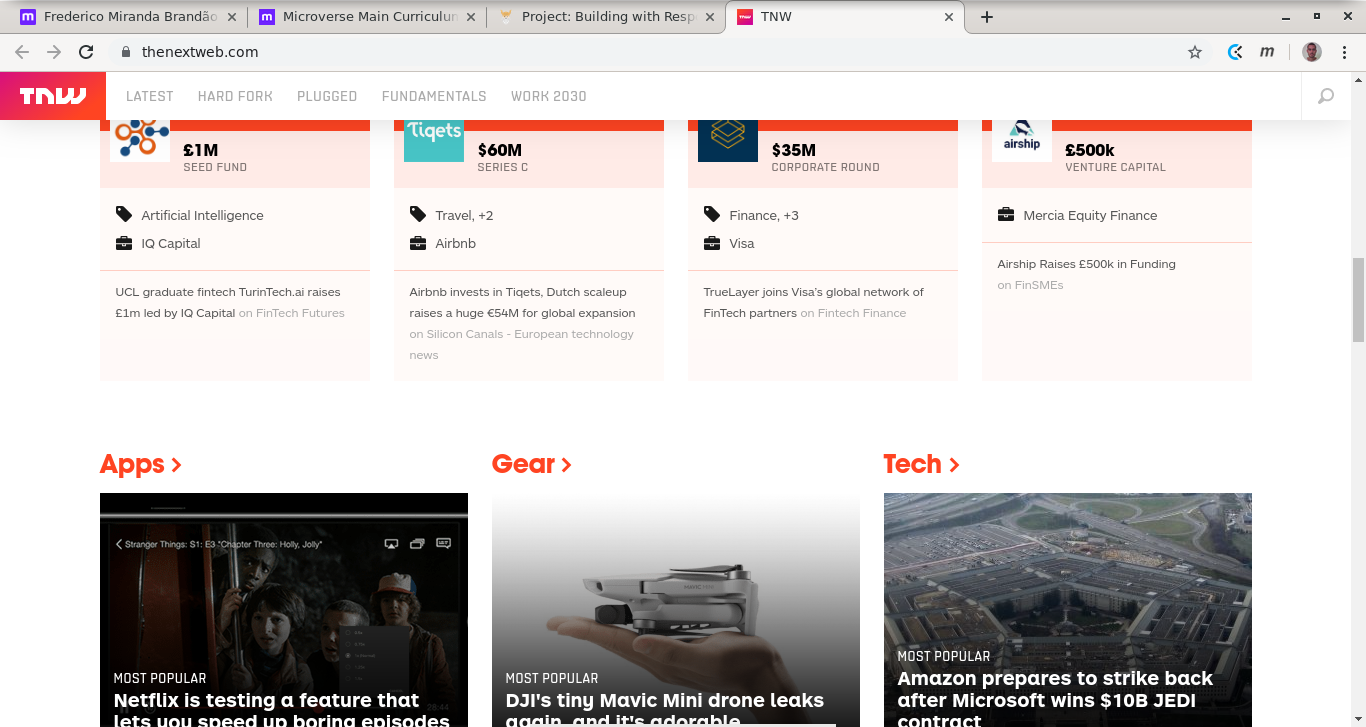 Frederico Miranda Brandão
Microverse Main Curriculum
Project: Building with Resp
TNW
thenextweb.com
m
TNW
LATEST
HARD FORK
PLUGGED
FUNDAMENTALS
WORK 2030
£1M
SEED FUND
Artificial Intelligence
IQ Capital
UCL graduate fintech TurinTech.ai raises
£1m led by IQ Capital on FinTech Futures
Tiqets
$60M
SERIES C
Travel, +2
Airbnb
Airbnb invests in Tiqets, Dutch scaleup
raises a huge €54M for global expansion
on Silicon Canals - European technology
news
$35M
CORPORATE ROUND
Finance, +3
Visa
TrueLayer joins Visa's global network of
FinTech partners on Fintech Finance
airship
£500k
VENTURE CAPITAL
Mercia Equity Finance
Airship Raises £500k in Funding
on FinSMEs
Apps
Stranger Things: S1: E3 "Chapter Three: Holly, Jolly"
MOST POPULAR
Netflix is testing a feature that
lets you speed up boring episodes
Gear
MOST POPULAR
DJI's tiny Mavic Mini drone leaks
again, and it's adorable
Tech
MOST POPULAR
Amazon prepares to strike back
after Microsoft wins $10B JEDI
contract